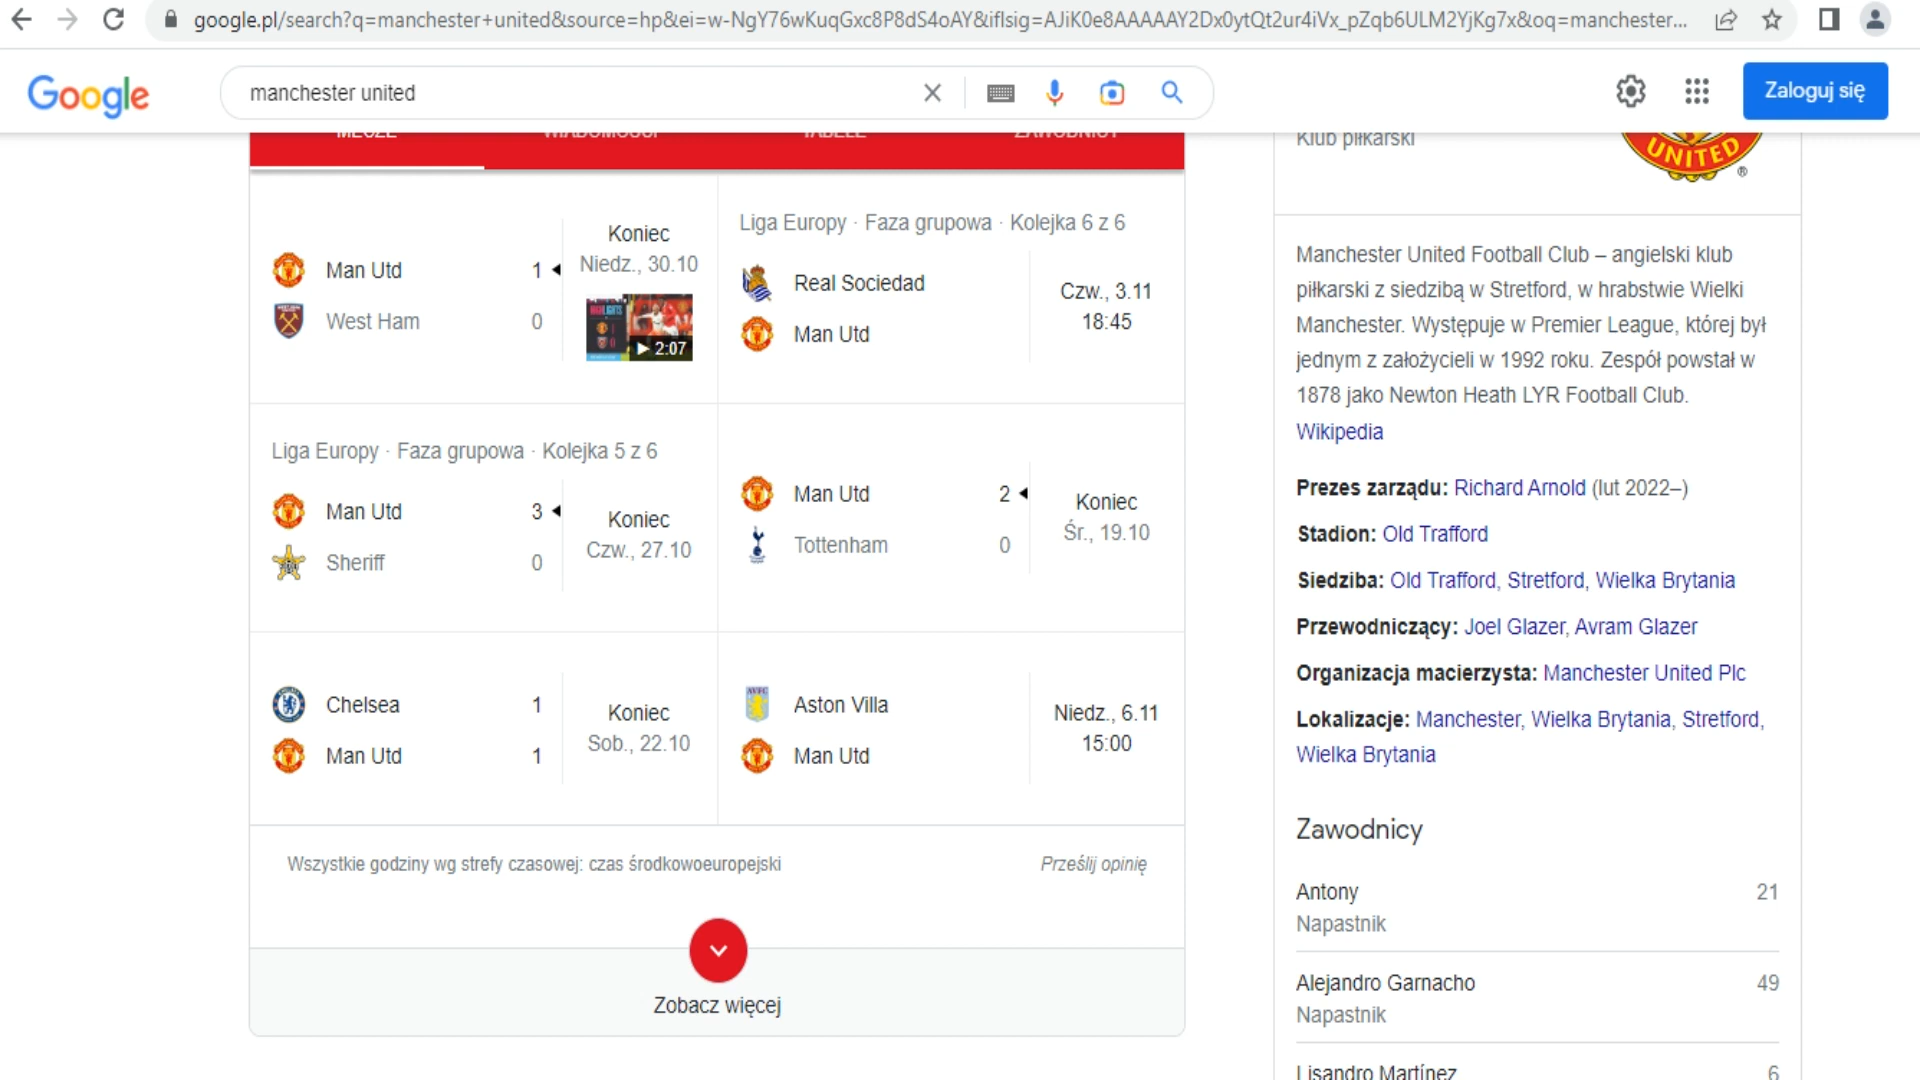 google.pl/search?q=manchester+united&source=hp&ei=w-NgY76wKuqGxc8P8dS4oAY&iflsig=AJiK0e8AAAAAY2Dx0ytQt2ur4iVx_pZqb6ULM2YjKg7x&oq=manchester...
Google
manchester united
Zaloguj się
MECZE WIADOMOŚCI TABELE ZAWODNICY
Man Utd 1
West Ham 0
Koniec
Niedz., 30.10
HIGHLIGHTS
2:07
Liga Europy · Faza grupowa · Kolejka 6 z 6
Real Sociedad
Man Utd
Czw., 3.11
18:45
Liga Europy · Faza grupowa · Kolejka 5 z 6
Man Utd 3
Sheriff 0
Koniec
Czw., 27.10
Man Utd 2
Tottenham 0
Koniec
Śr., 19.10
Chelsea 1
Man Utd 1
Koniec
Sob., 22.10
AVFC
Aston Villa
Man Utd
Niedz., 6.11
15:00
Wszystkie godziny wg strefy czasowej: czas środkowoeuropejski
Prześlij opinię
Zobacz więcej
Klub piłkarski
UNITED
®
Manchester United Football Club – angielski klub
piłkarski z siedzibą w Stretford, w hrabstwie Wielki
Manchester. Występuje w Premier League, której był
jednym z założycieli w 1992 roku. Zespół powstał w
1878 jako Newton Heath LYR Football Club.
Wikipedia
Prezes zarządu: Richard Arnold (lut 2022–)
Stadion: Old Trafford
Siedziba: Old Trafford, Stretford, Wielka Brytania
Przewodniczący: Joel Glazer, Avram Glazer
Organizacja macierzysta: Manchester United Plc
Lokalizacje: Manchester, Wielka Brytania, Stretford,
Wielka Brytania
Zawodnicy
Antony 21
Napastnik
Alejandro Garnacho 49
Napastnik
Lisandro Martínez 6